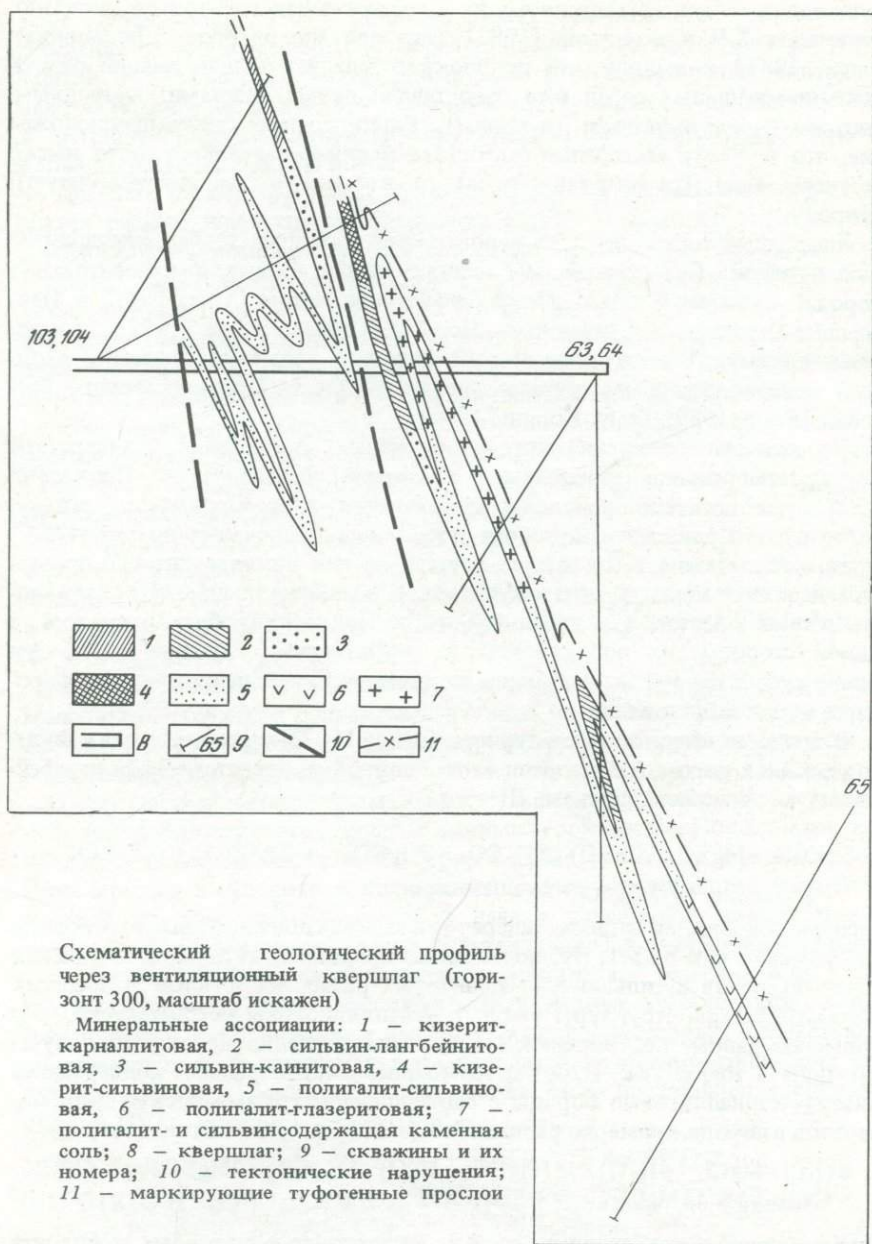 103, 104
63, 64
1 2 3
4 5 6 7
8 65 9 10 11
65
Схематический геологический профиль
через вентиляционный квершлаг (гори-
зонт 300, масштаб искажен)
Минеральные ассоциации: 1 — кизерит-
карналлитовая, 2 — сильвин-лангбейнито-
вая, 3 — сильвин-каинитовая, 4 — кизе-
рит-сильвиновая, 5 — полигалит-сильвино-
вая, 6 — полигалит-глазеритовая; 7 —
полигалит- и сильвинсодержащая каменная
соль; 8 — квершлаг; 9 — скважины и их
номера; 10 — тектонические нарушения;
11 — маркирующие туфогенные прослои